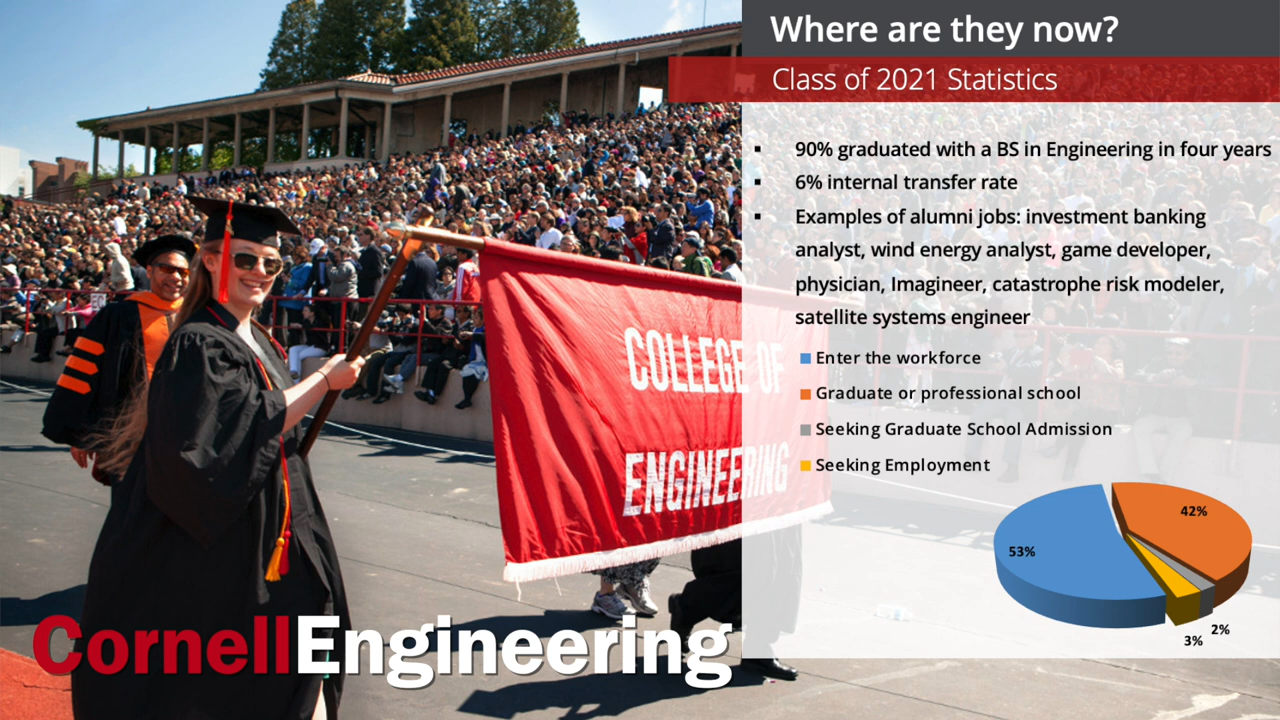 Where are they now?
Class of 2021 Statistics
▪ 90% graduated with a BS in Engineering in four years
▪ 6% internal transfer rate
▪ Examples of alumni jobs: investment banking
analyst, wind energy analyst, game developer,
physician, Imagineer, catastrophe risk modeler,
satellite systems engineer
Enter the workforce
Graduate or professional school
Seeking Graduate School Admission
Seeking Employment
42%
53%
2%
3%
COLLEGE OF
ENGINEERING
CornellEngineering